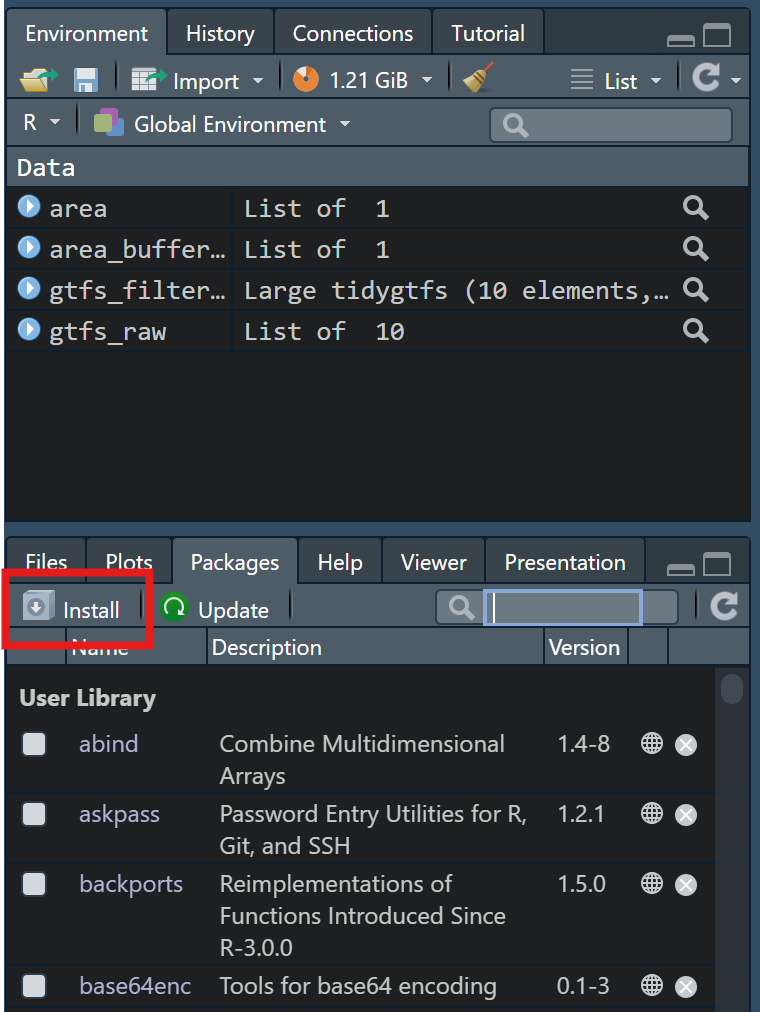 Environment History Connections Tutorial
Import 1.21 GiB List
R Global Environment
Data
area List of 1
area_buffer… List of 1
gtfs_filter… Large tidygtfs (10 elements,…
gtfs_raw List of 10
Files Plots Packages Help Viewer Presentation
Install Update
Name Description Version
User Library
abind Combine Multidimensional 1.4-8
Arrays
askpass Password Entry Utilities for R, 1.2.1
Git, and SSH
backports Reimplementations of 1.5.0
Functions Introduced Since
R-3.0.0
base64enc Tools for base64 encoding 0.1-3